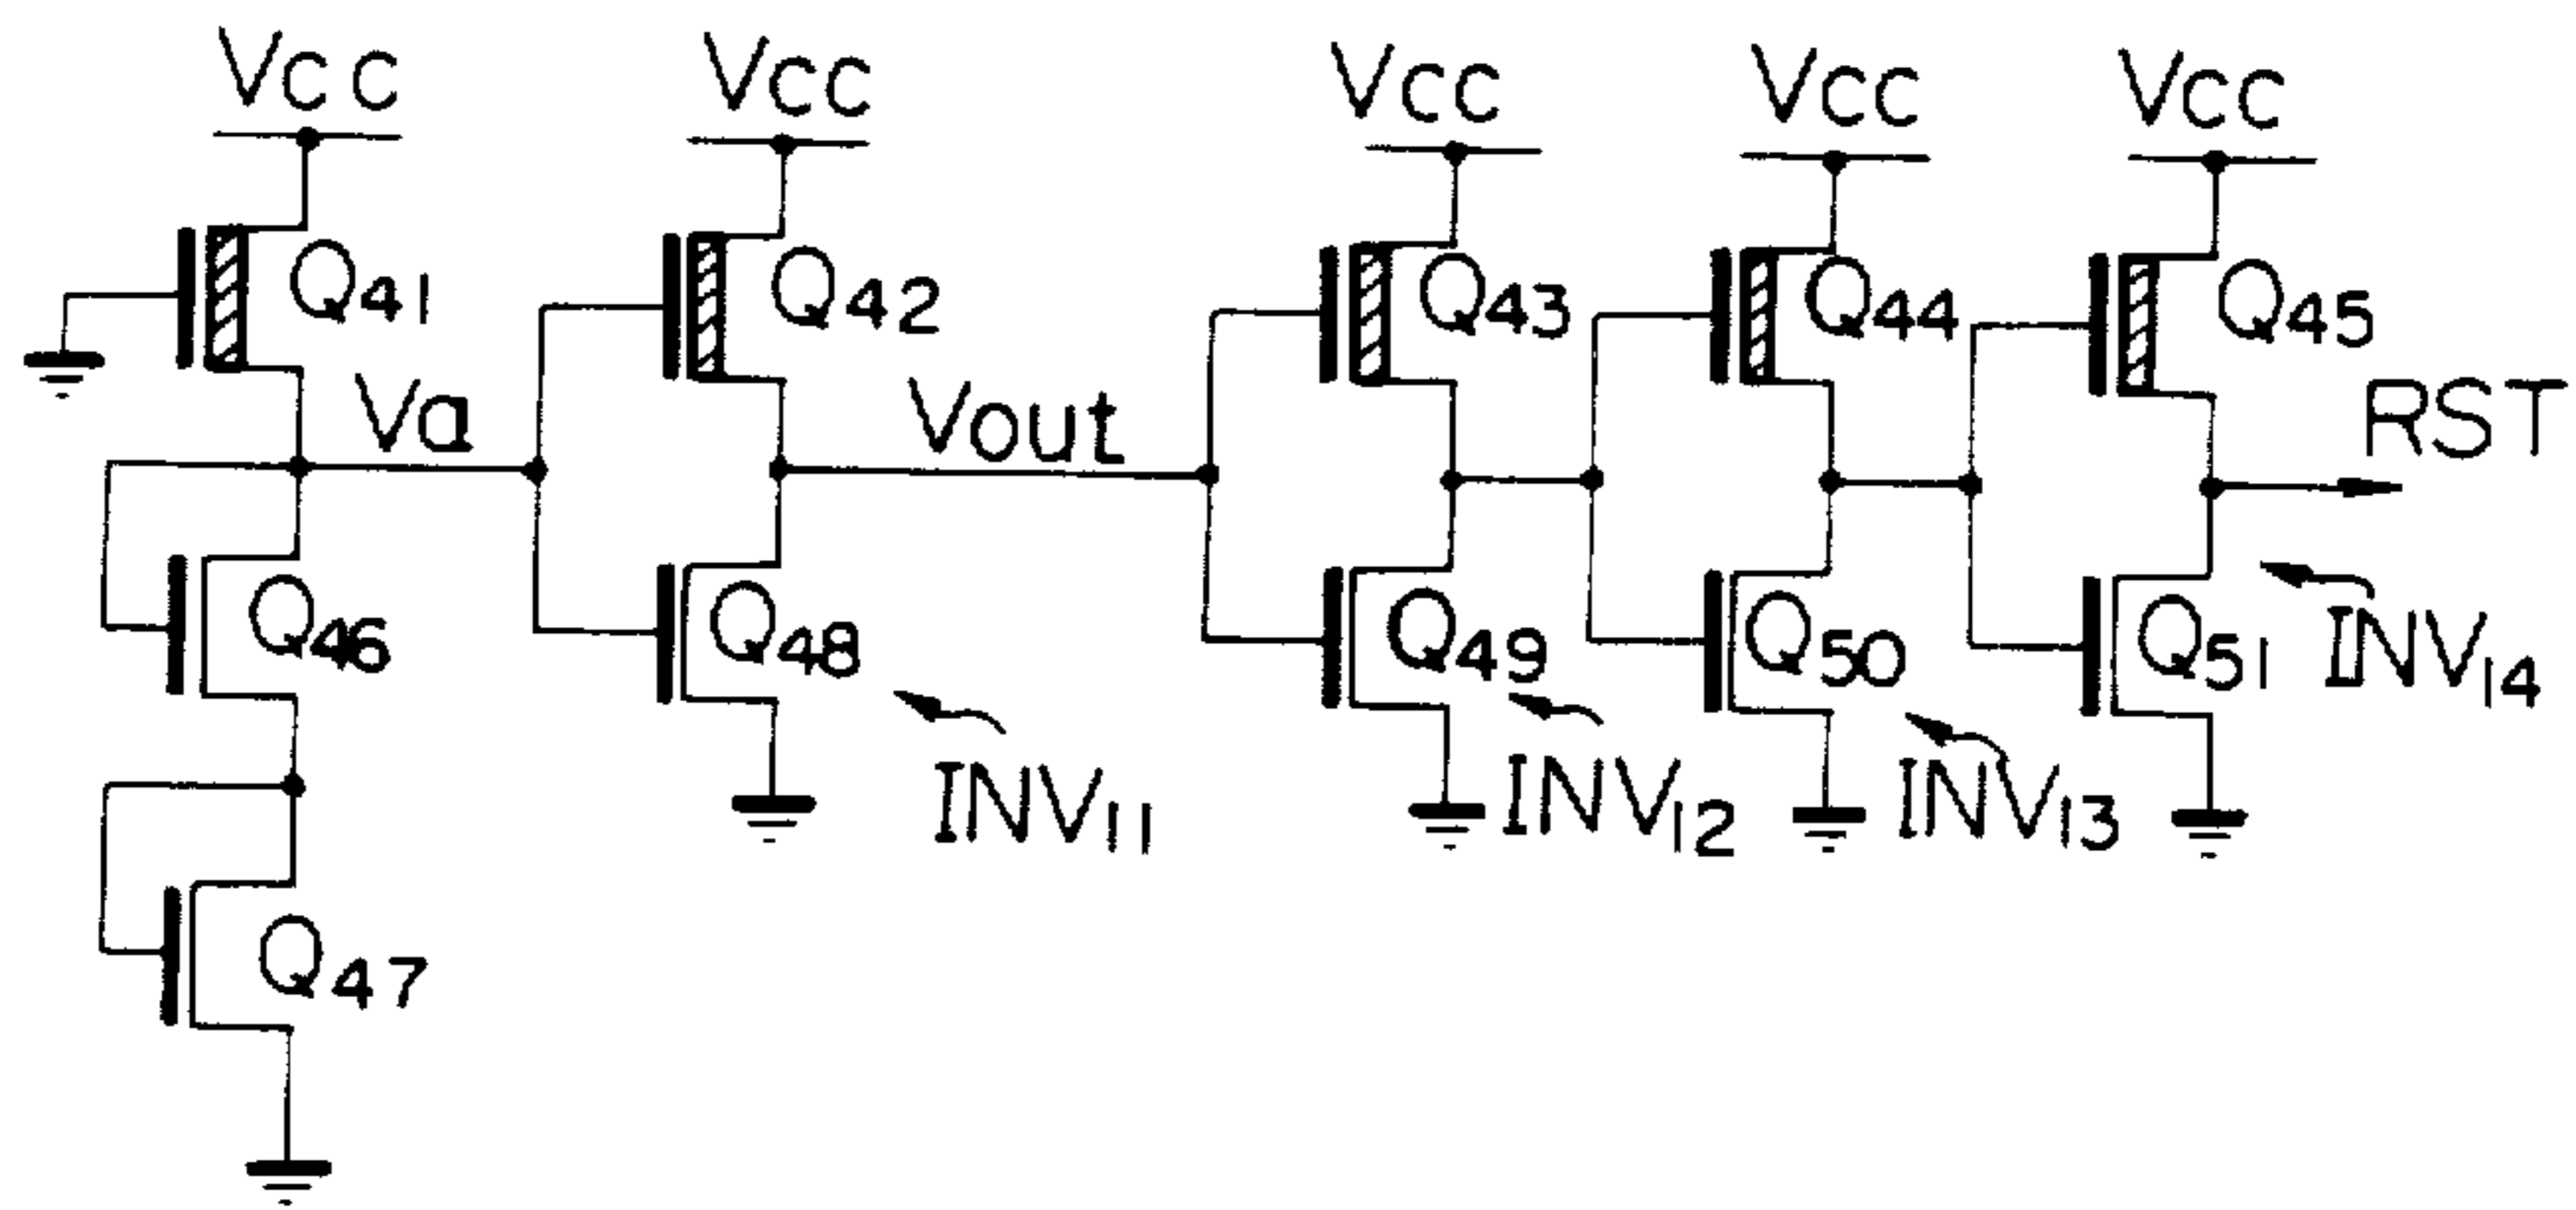 Vcc
Vcc
Vcc
Vcc
Vcc
Q41
Q42
Q43
Q44
Q45
Va
Vout
RST
Q46
Q48
Q49
Q50
Q51
INV14
INV11
INV12
INV13
Q47